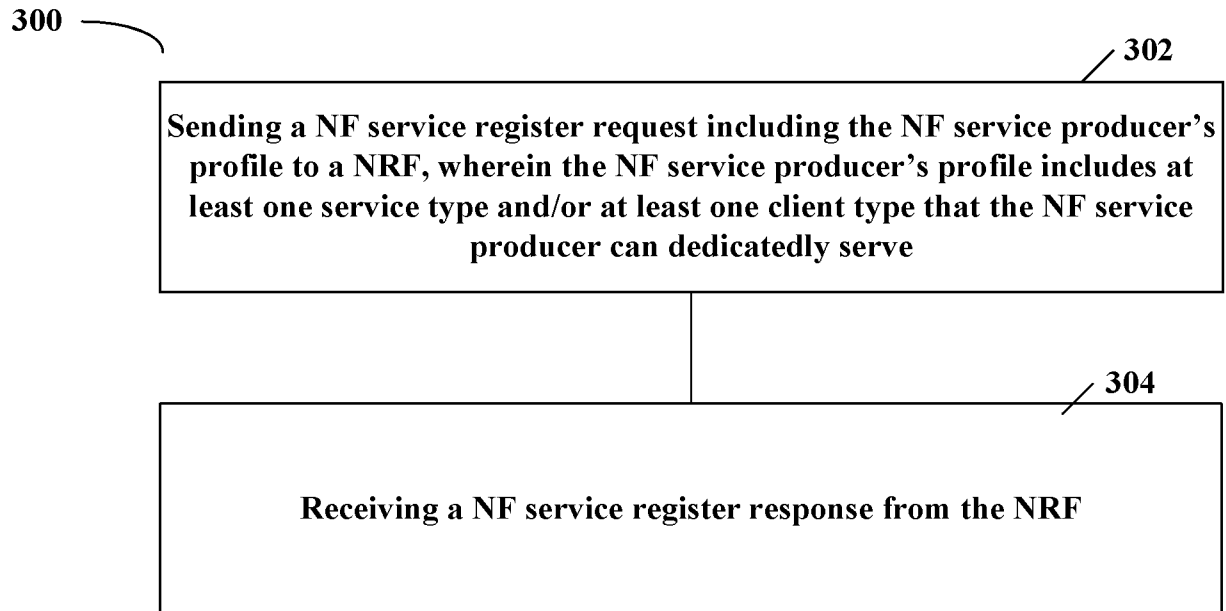 300
302
Sending a NF service register request including the NF service producer's
profile to a NRF, wherein the NF service producer's profile includes at
least one service type and/or at least one client type that the NF service
producer can dedicatedly serve
304
Receiving a NF service register response from the NRF